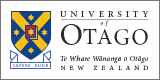 UNIVERSITY
of
OTAGO
Te Whare Wānanga o Otāgo
NEW ZEALAND
SAPERE AUDE